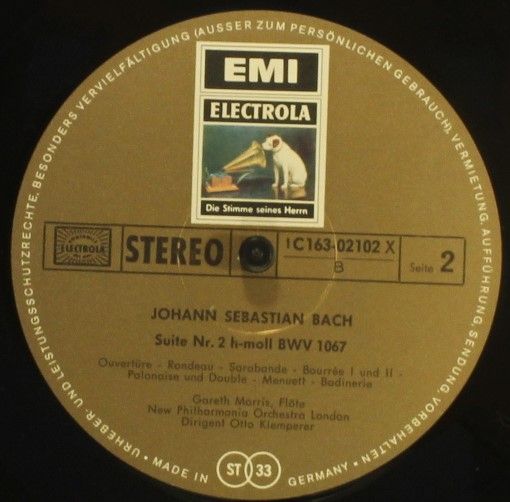 URHEBER- UND LEISTUNGSSCHUTZRECHTE, BESONDERS VERVIELFÄLTIGUNG (AUSSER ZUM PERSÖNLICHEN GEBRAUCH), VERMIETUNG, AUFFÜHRUNG, SENDUNG VORBEHALTEN
EMI
ELECTROLA
Die Stimme seines Herrn
ELECTROLA
STEREO
1C163-02102 X
B
Seite 2
JOHANN SEBASTIAN BACH
Suite Nr. 2 h-moll BWV 1067
Ouvertüre - Rondeau - Sarabande - Bourrée I und II -
Polonaise und Double - Menuett - Badinerie
Gareth Morris, Flöte
New Philharmonia Orchestra London
Dirigent Otto Klemperer
MADE IN
ST 33
GERMANY